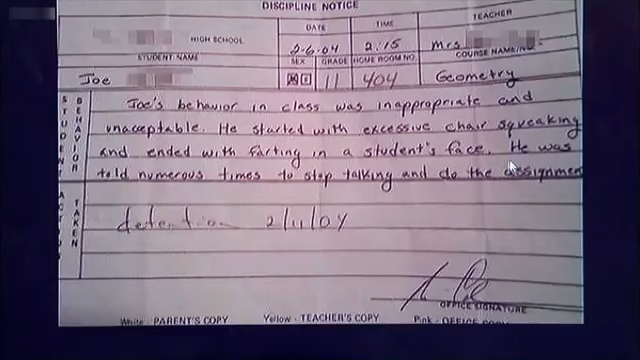 DISCIPLINE NOTICE
HIGH SCHOOL
DATE
TIME
TEACHER
2-6-04
2:15
Mrs.
STUDENT NAME
SEX
GRADE
HOME ROOM NO.
COURSE NAME/NO.
Joe
11
404
Geometry
STUDENT BEHAVIOR
Joe's behavior in class was inappropriate and
unacceptable. He started with excessive chair squeaking
and ended with farting in a student's face. He was
told numerous times to stop talking and do the assignmen
ACTION TAKEN
detention 2/11/04
OFFICE SIGNATURE
White - PARENT'S COPY Yellow - TEACHER'S COPY Pink - OFFICE